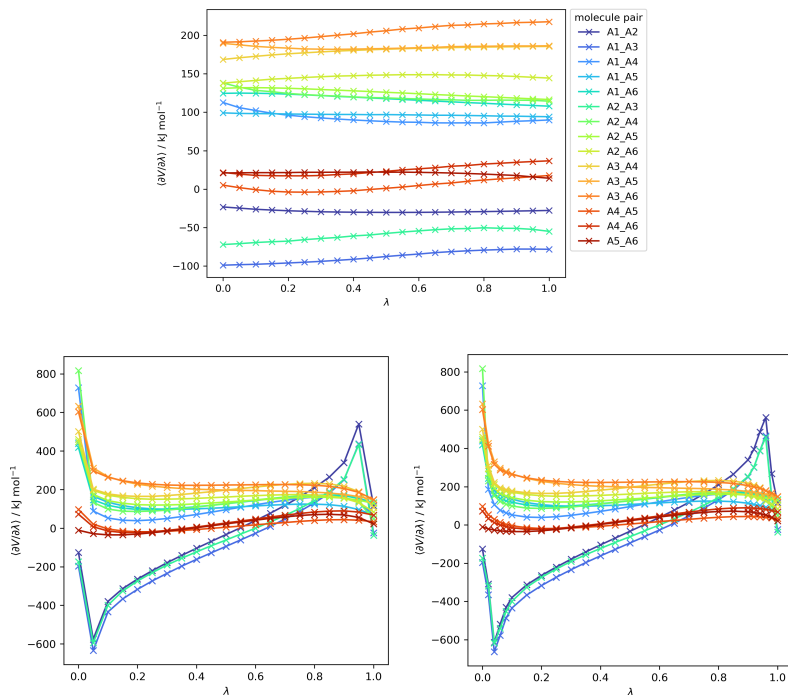 molecule pair
A1_A2
A1_A3
A1_A4
A1_A5
A1_A6
A2_A3
A2_A4
A2_A5
A2_A6
A3_A4
A3_A5
A3_A6
A4_A5
A4_A6
A5_A6
200
150
100
50
0
−50
−100
⟨∂V/∂λ⟩ / kJ mol⁻¹
0.0 0.2 0.4 0.6 0.8 1.0
λ
800
600
400
200
0
−200
−400
−600
⟨∂V/∂λ⟩ / kJ mol⁻¹
0.0 0.2 0.4 0.6 0.8 1.0
λ
800
600
400
200
0
−200
−400
−600
⟨∂V/∂λ⟩ / kJ mol⁻¹
0.0 0.2 0.4 0.6 0.8 1.0
λ